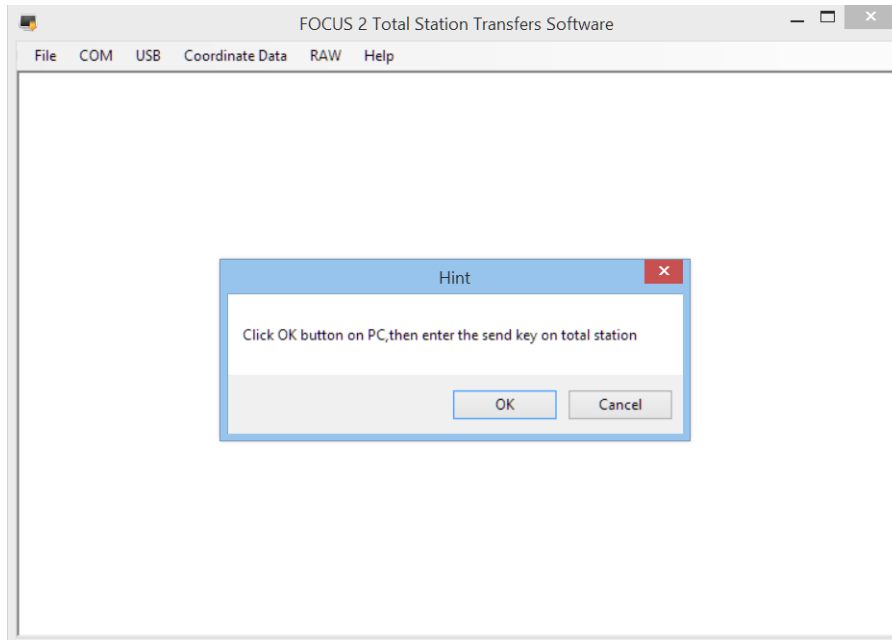 FOCUS 2 Total Station Transfers Software
File COM USB Coordinate Data RAW Help
Hint
Click OK button on PC,then enter the send key on total station
OK Cancel